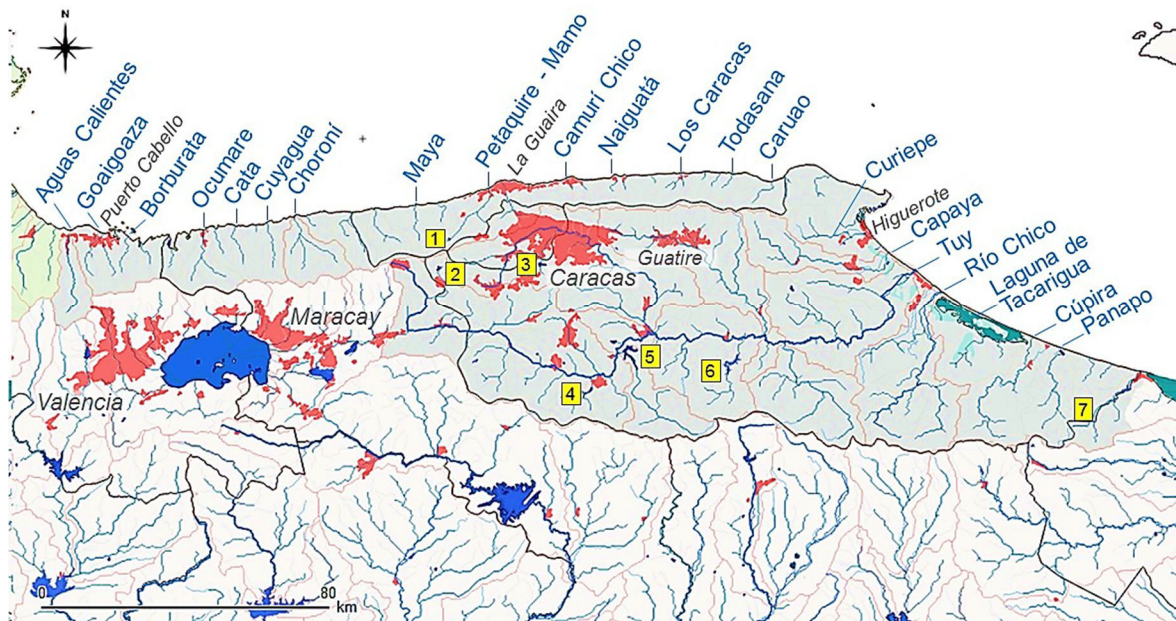 Aguas Calientes
Goaigoaza
Puerto Cabello
Borburata
Ocumare
Cata
Cuyagua
Choroní
Maya
Petaquire - Mamo
La Guaira
Camurí Chico
Naiguatá
Los Caracas
Todasana
Caruao
Curiepe
Higuerote
Capaya
Tuy
Río Chico
Laguna de
Tacarigua
Cúpira
Panapo
1
2
3
Caracas
Guatire
Maracay
Valencia
4
5
6
7
0 80
km